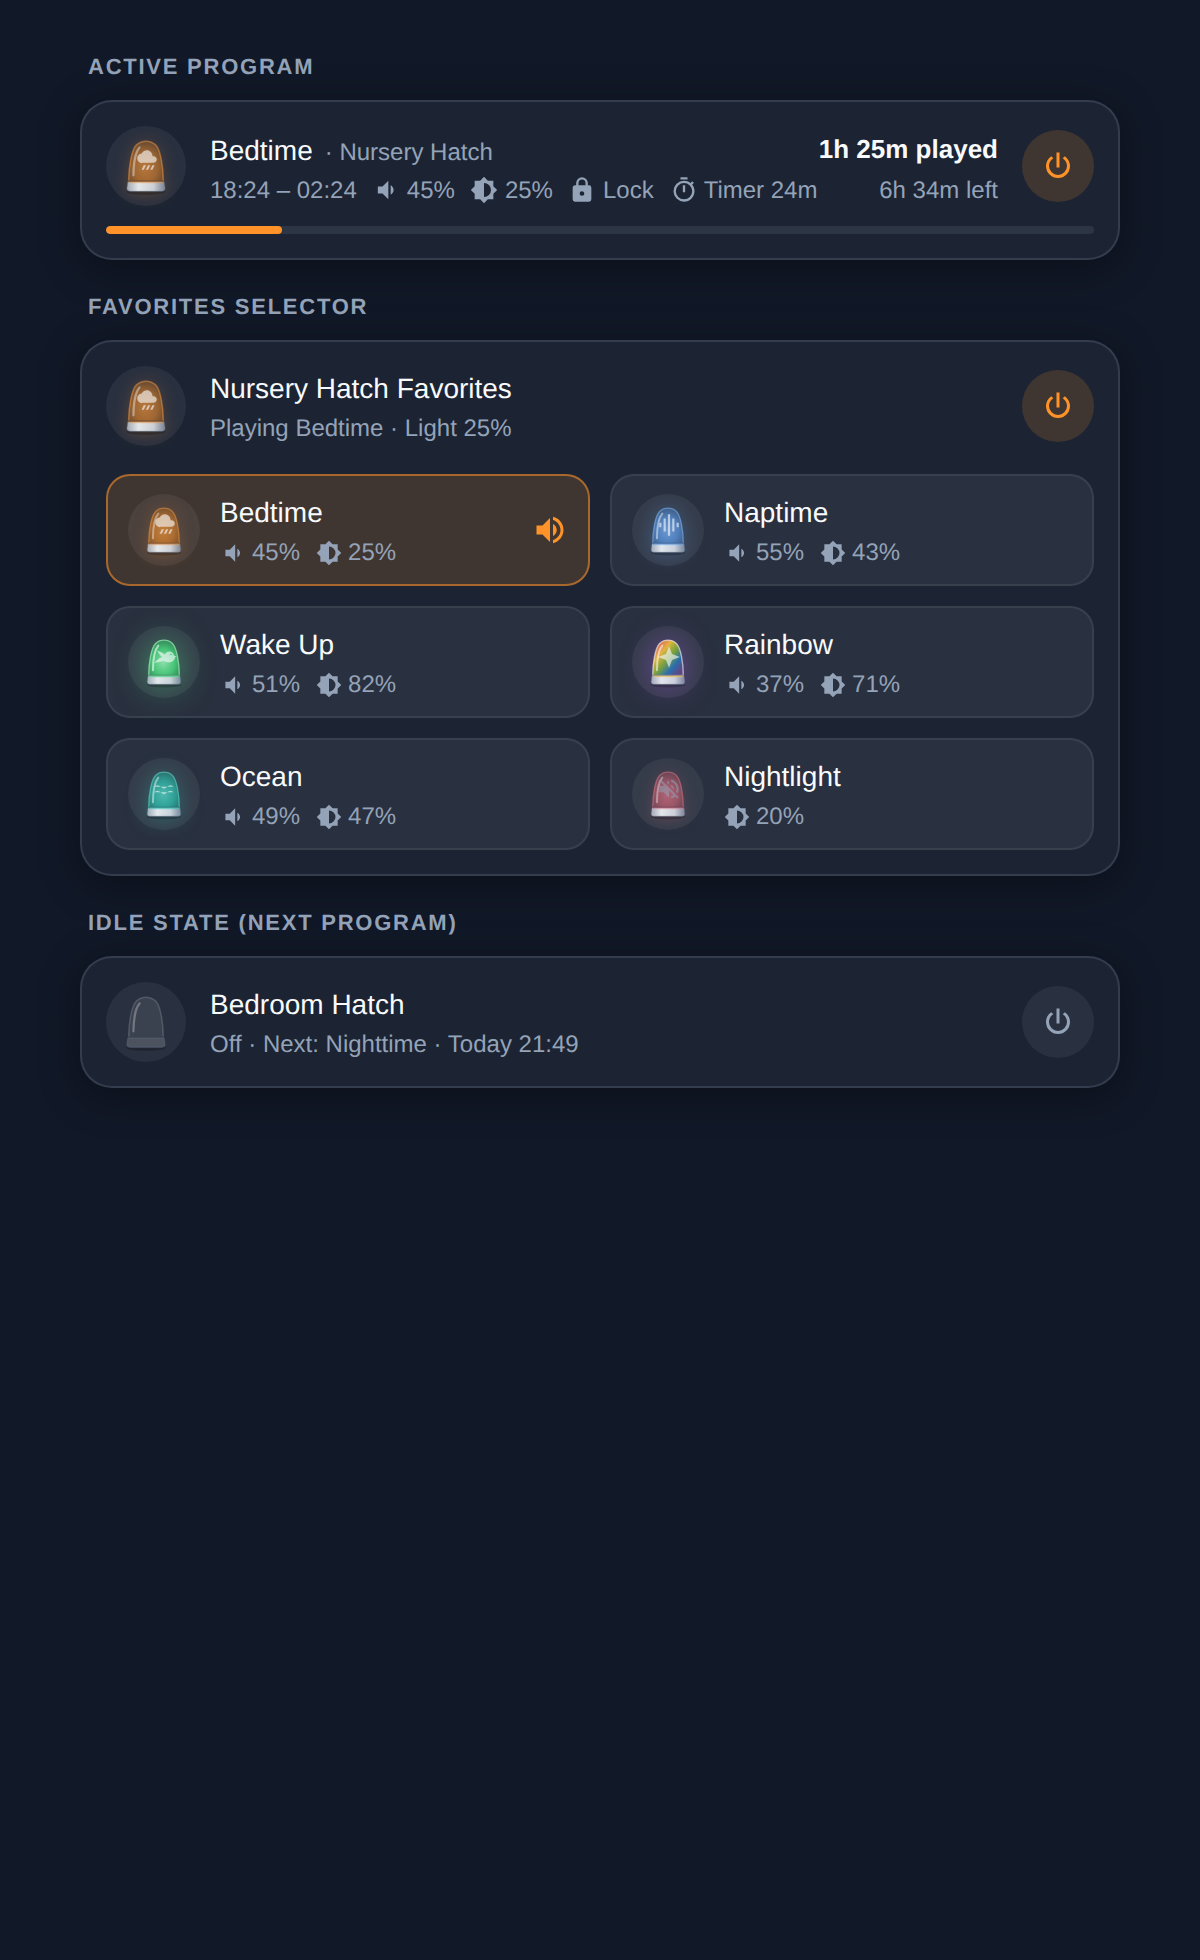 ACTIVE PROGRAM
Bedtime · Nursery Hatch
1h 25m played
18:24 – 02:24 45% 25% Lock Timer 24m
6h 34m left
FAVORITES SELECTOR
Nursery Hatch Favorites
Playing Bedtime · Light 25%
Bedtime
45% 25%
Naptime
55% 43%
Wake Up
51% 82%
Rainbow
37% 71%
Ocean
49% 47%
Nightlight
20%
IDLE STATE (NEXT PROGRAM)
Bedroom Hatch
Off · Next: Nighttime · Today 21:49